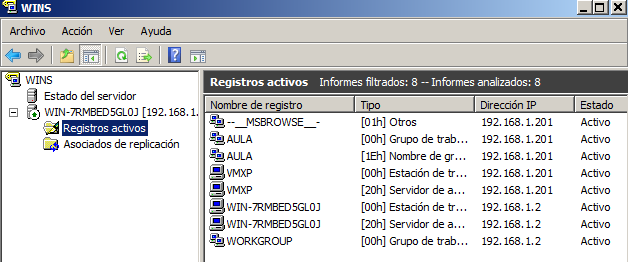 WINS
Archivo Acción Ver Ayuda
WINS
Estado del servidor
WIN-7RMBED5GL0J [192.168.1.
Registros activos
Asociados de replicación
Registros activos Informes filtrados: 8 -- Informes analizados: 8
Nombre de registro Tipo Dirección IP Estado
--__MSBROWSE__- [01h] Otros 192.168.1.201 Activo
AULA [00h] Grupo de trab... 192.168.1.201 Activo
AULA [1Eh] Nombre de gr... 192.168.1.201 Activo
VMXP [00h] Estación de tr... 192.168.1.201 Activo
VMXP [20h] Servidor de a... 192.168.1.201 Activo
WIN-7RMBED5GL0J [00h] Estación de tr... 192.168.1.2 Activo
WIN-7RMBED5GL0J [20h] Servidor de a... 192.168.1.2 Activo
WORKGROUP [00h] Grupo de trab... 192.168.1.2 Activo